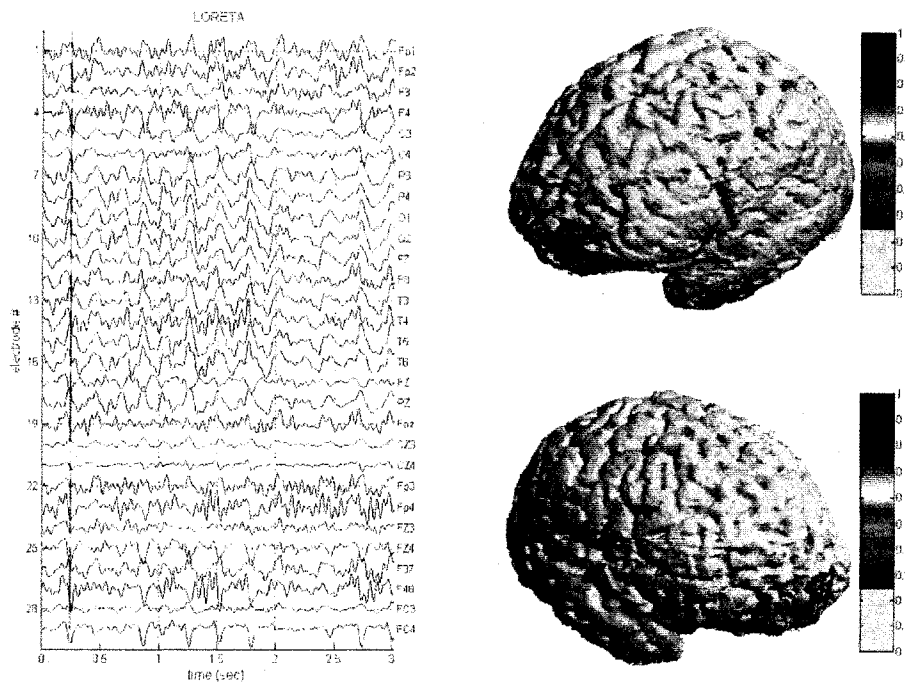 LORETA
1
4
7
10
13
16
19
22
25
28
electrode #
Fp1
Fp2
F3
F4
C3
C4
P3
P4
O1
O2
F7
F8
T3
T4
T5
T6
FZ
PZ
Fpz
CZ3
CZ4
Fp3
Fp4
FZ3
FZ4
F37
F48
FC3
FC4
0
0.5
1
1.5
2
2.5
3
time (sec)
1
0
1
0